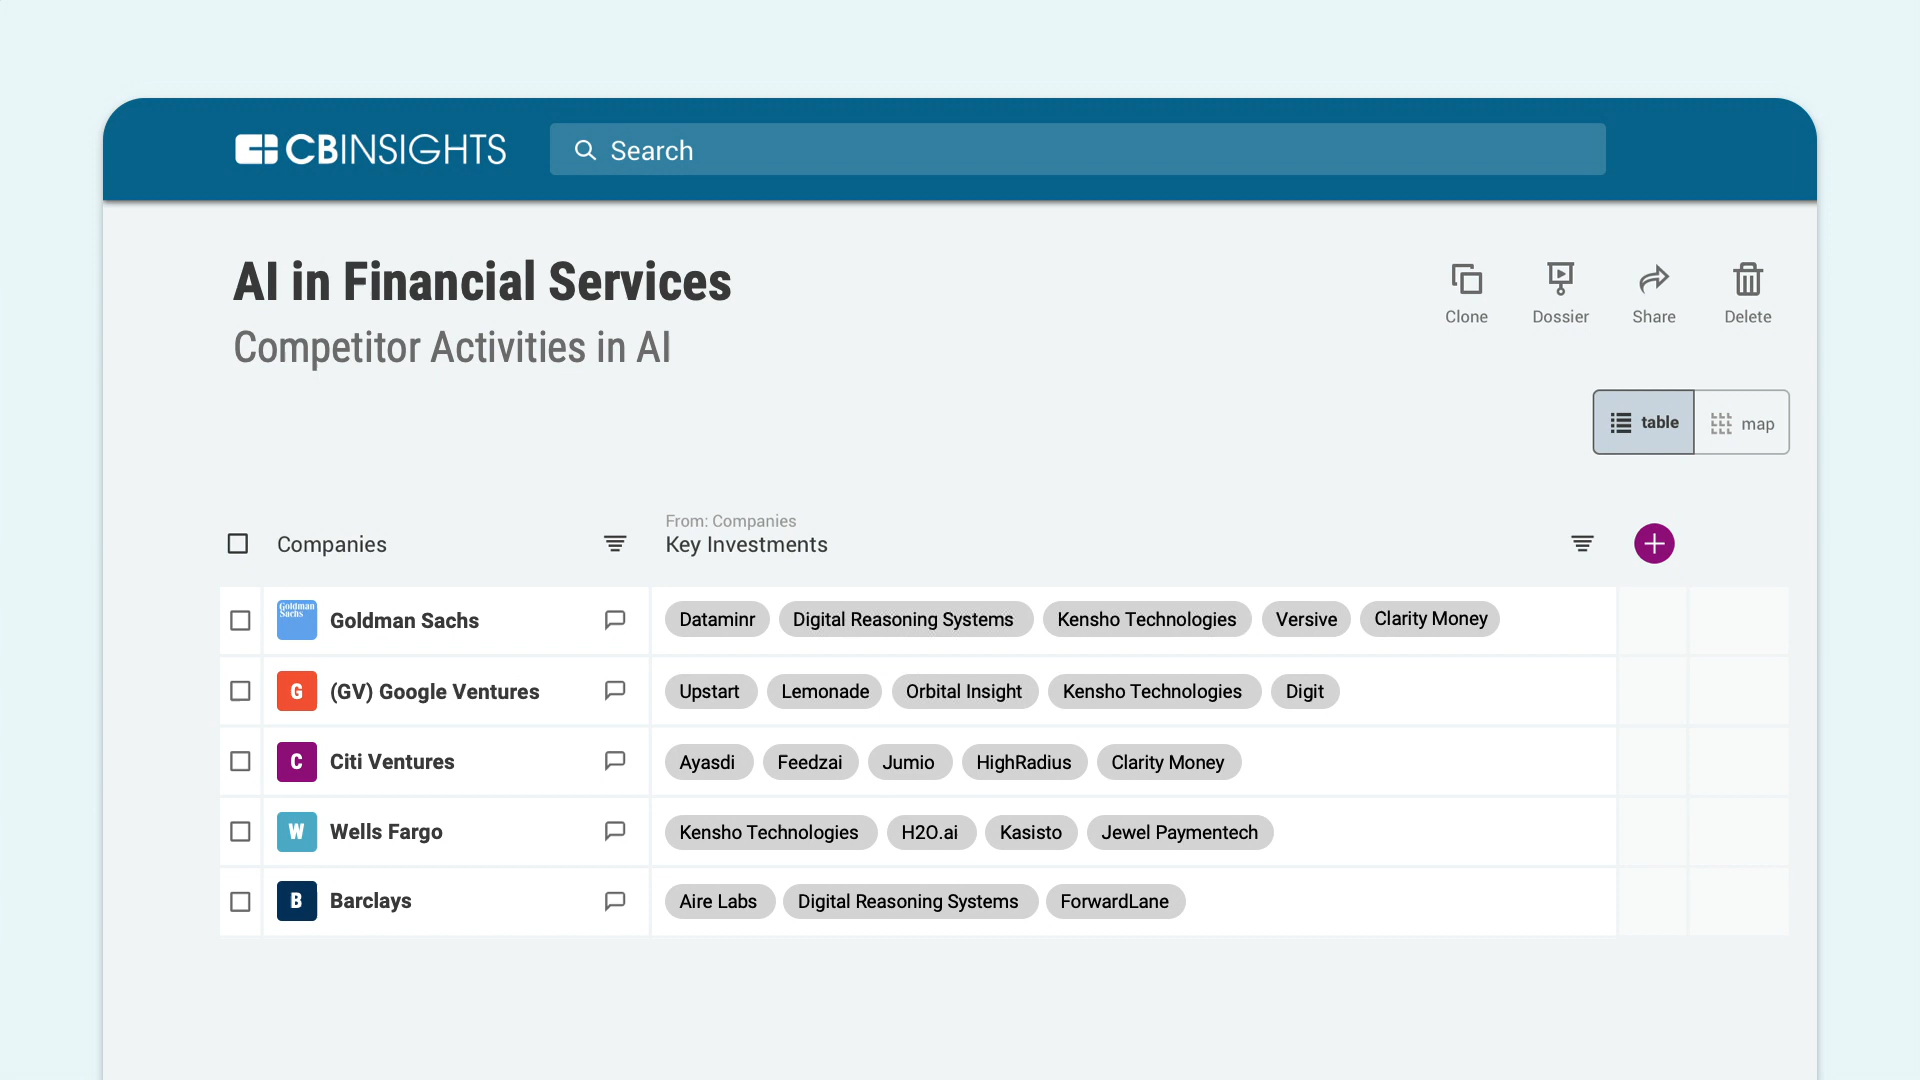 CBINSIGHTS
Search
AI in Financial Services
Competitor Activities in AI
Clone
Dossier
Share
Delete
table
map
Companies
From: Companies
Key Investments
Goldman Sachs
Goldman Sachs
Dataminr
Digital Reasoning Systems
Kensho Technologies
Versive
Clarity Money
G
(GV) Google Ventures
Upstart
Lemonade
Orbital Insight
Kensho Technologies
Digit
C
Citi Ventures
Ayasdi
Feedzai
Jumio
HighRadius
Clarity Money
W
Wells Fargo
Kensho Technologies
H2O.ai
Kasisto
Jewel Paymentech
B
Barclays
Aire Labs
Digital Reasoning Systems
ForwardLane